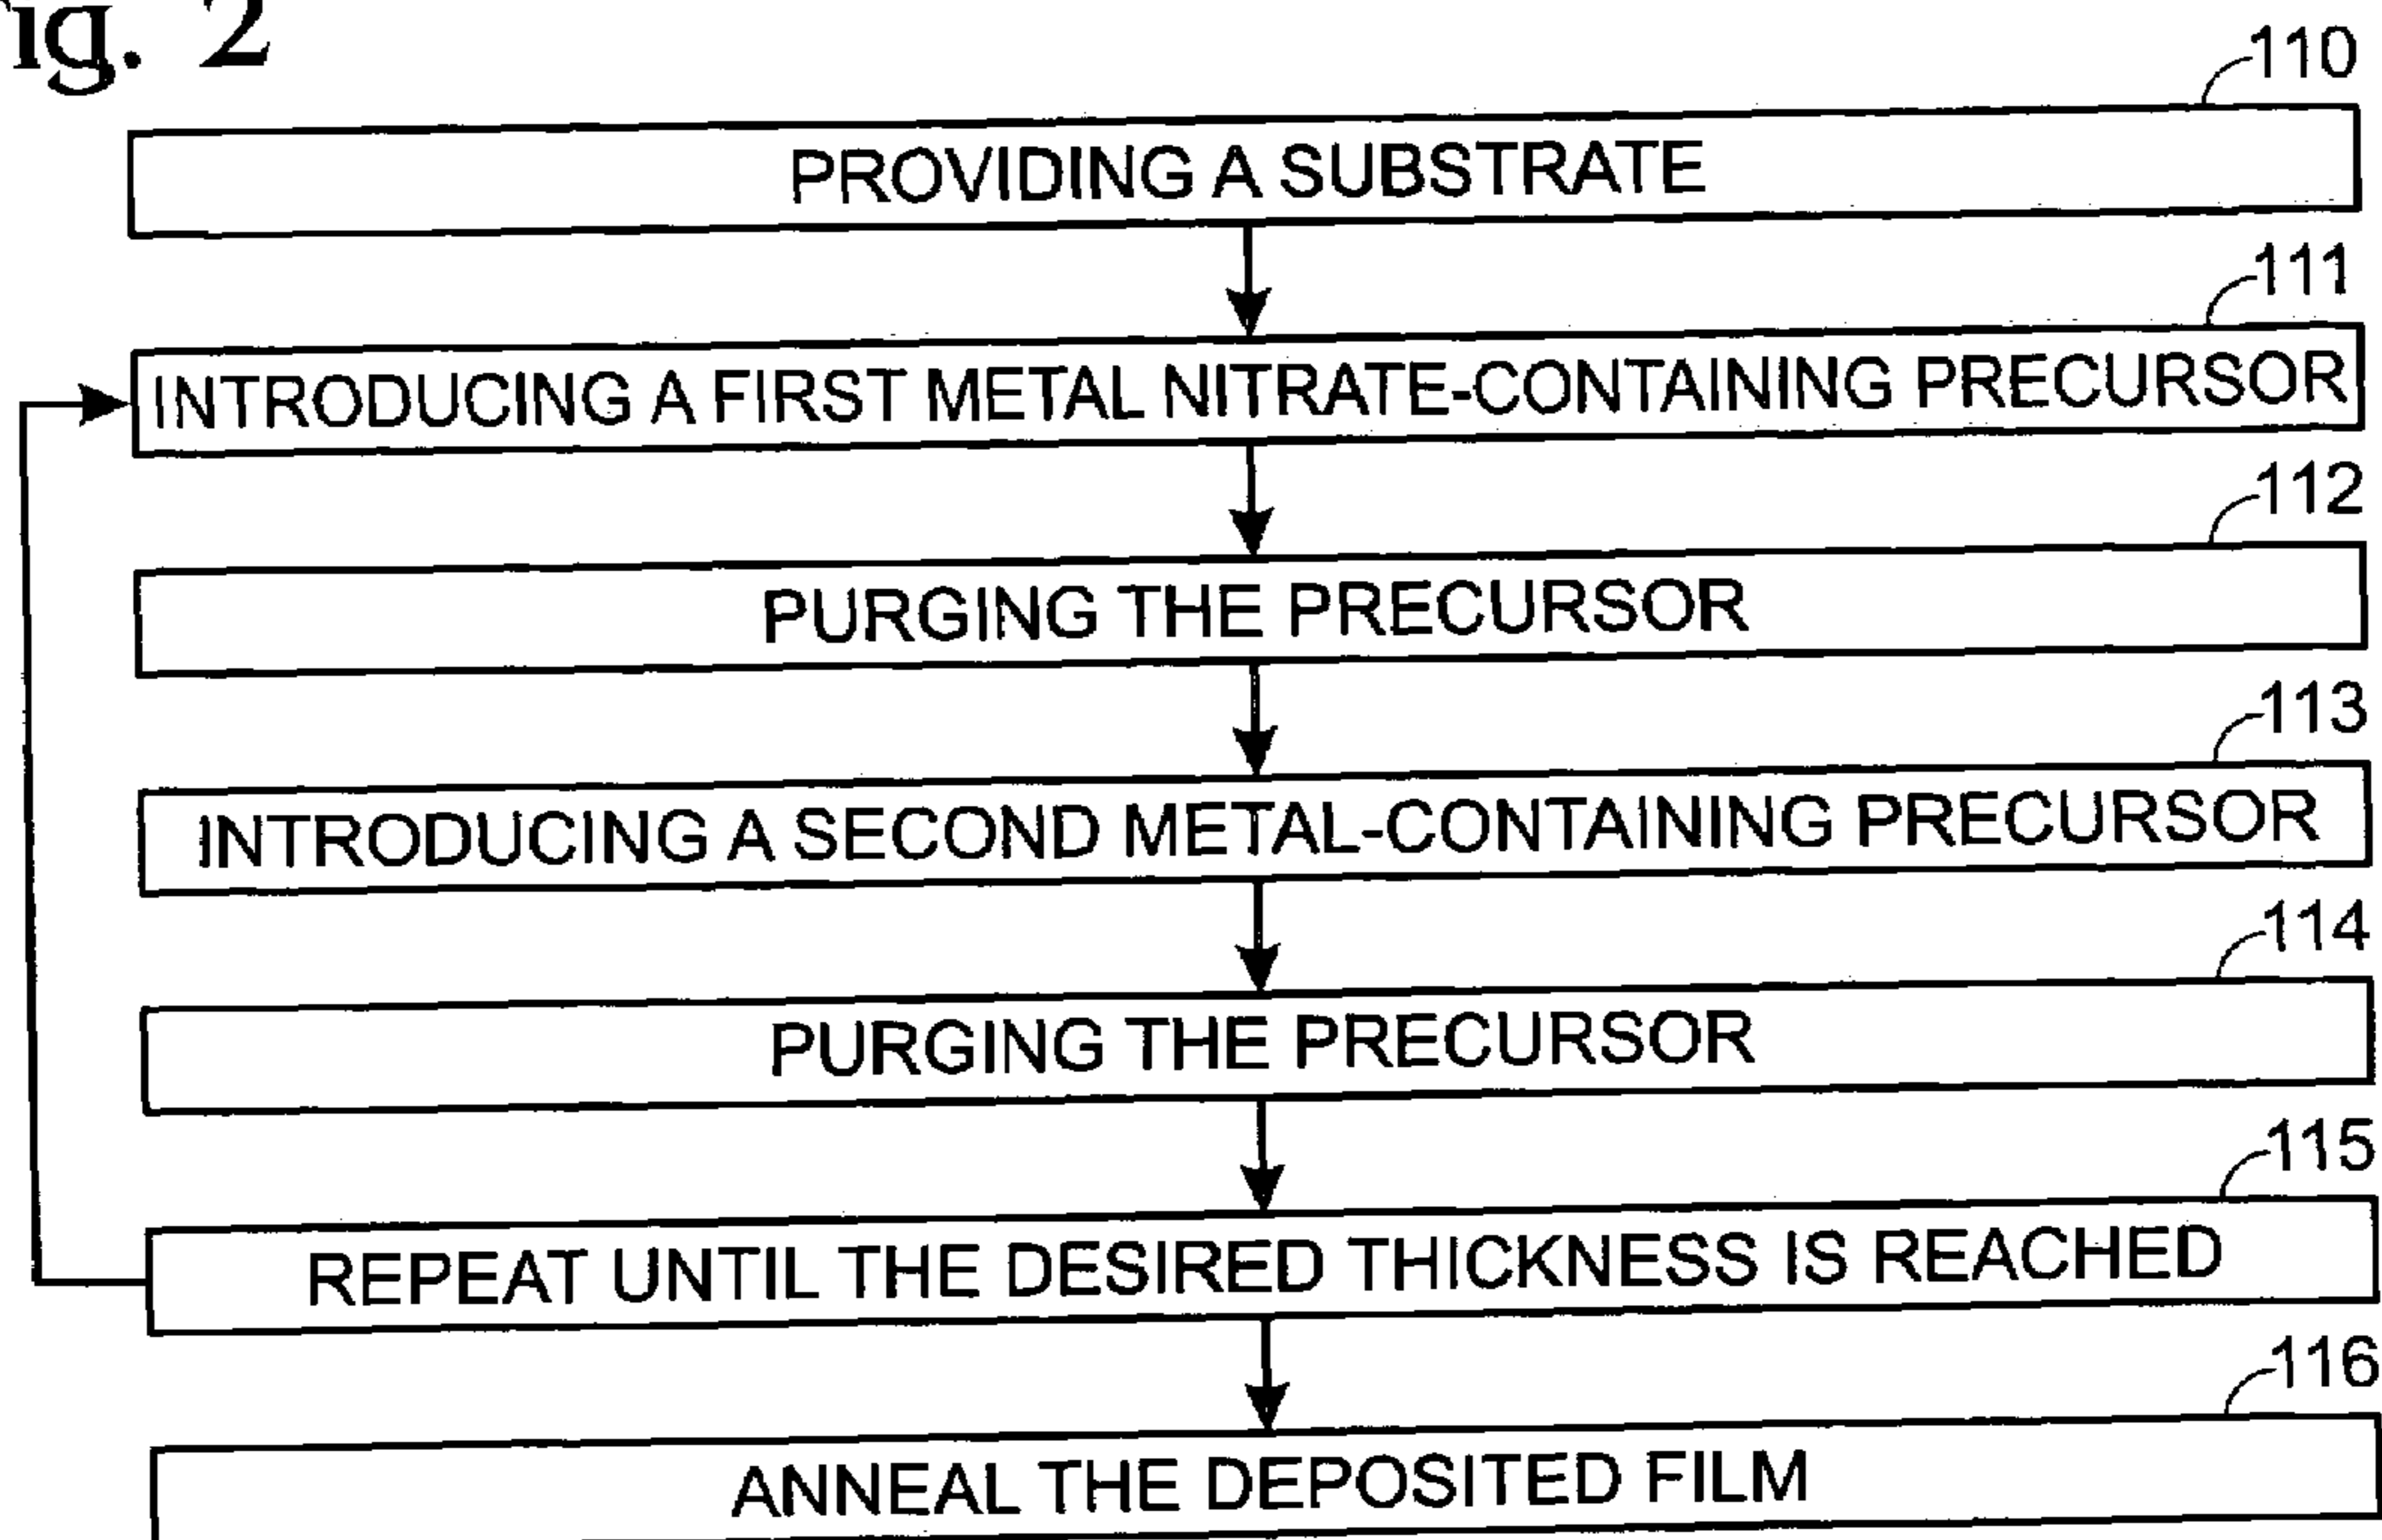 Fig. 2
110
PROVIDING A SUBSTRATE
111
INTRODUCING A FIRST METAL NITRATE-CONTAINING PRECURSOR
112
PURGING THE PRECURSOR
113
INTRODUCING A SECOND METAL-CONTAINING PRECURSOR
114
PURGING THE PRECURSOR
115
REPEAT UNTIL THE DESIRED THICKNESS IS REACHED
116
ANNEAL THE DEPOSITED FILM